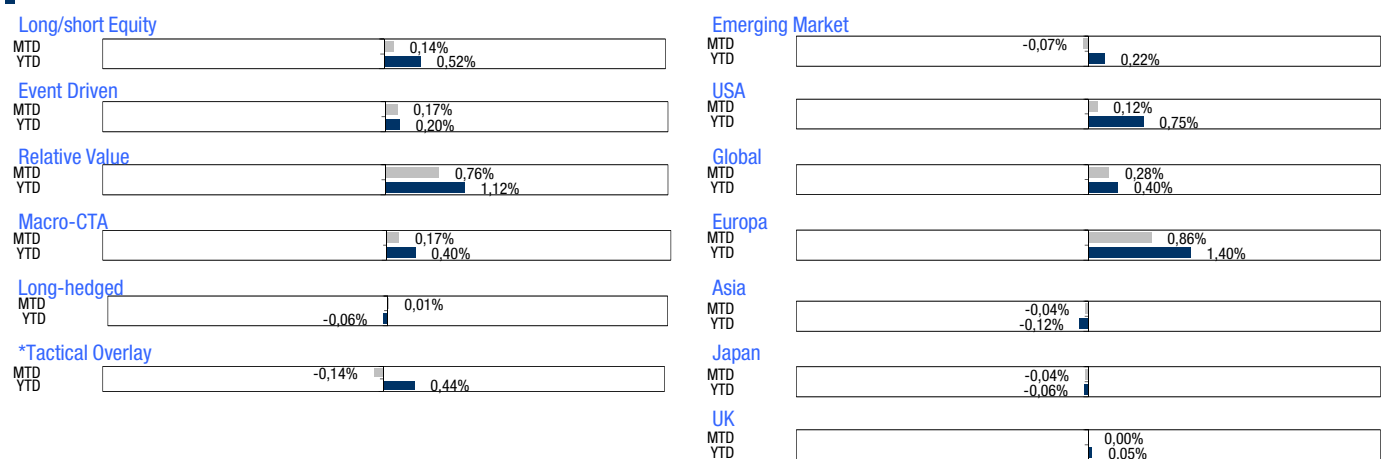 Long/short Equity
MTD 0,14%
YTD 0,52%
Event Driven
MTD 0,17%
YTD 0,20%
Relative Value
MTD 0,76%
YTD 1,12%
Macro-CTA
MTD 0,17%
YTD 0,40%
Long-hedged
MTD 0,01%
YTD -0,06%
*Tactical Overlay
MTD -0,14%
YTD 0,44%
Emerging Market
MTD -0,07%
YTD 0,22%
USA
MTD 0,12%
YTD 0,75%
Global
MTD 0,28%
YTD 0,40%
Europa
MTD 0,86%
YTD 1,40%
Asia
MTD -0,04%
YTD -0,12%
Japan
MTD -0,04%
YTD -0,06%
UK
MTD 0,00%
YTD 0,05%